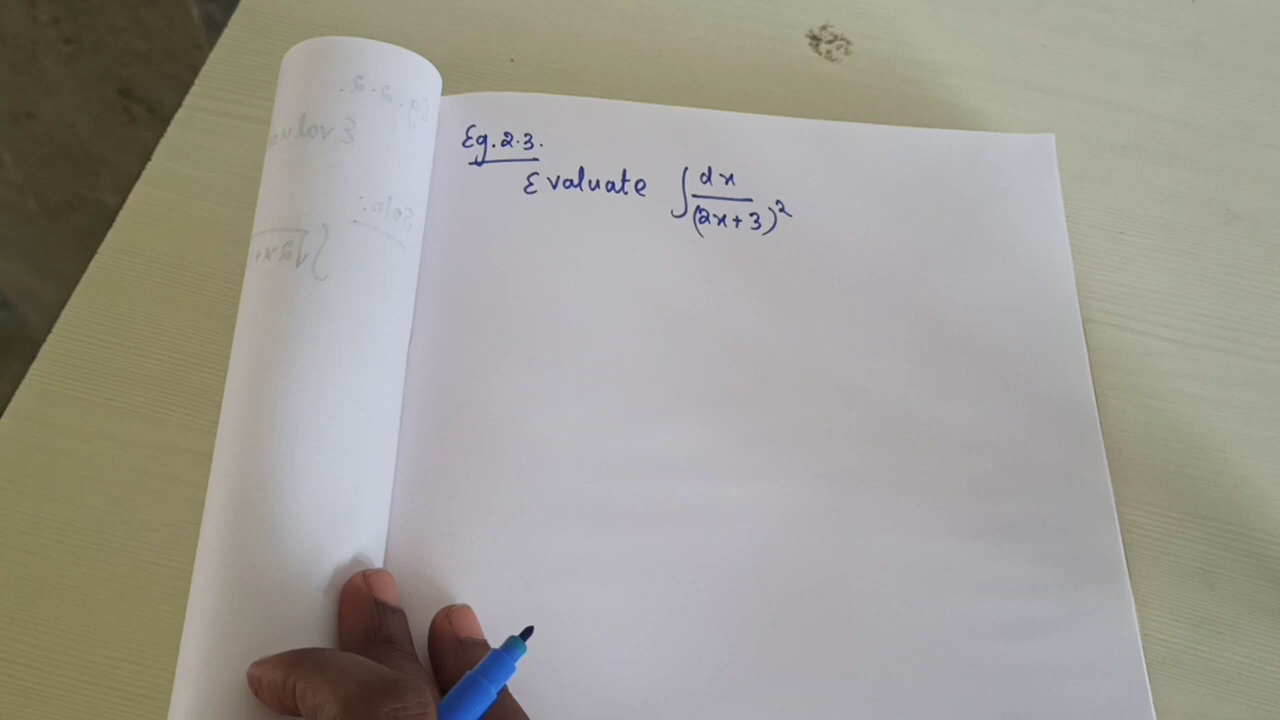 Eg. 2.3.
Evaluate ∫ dx / (2x+3)²